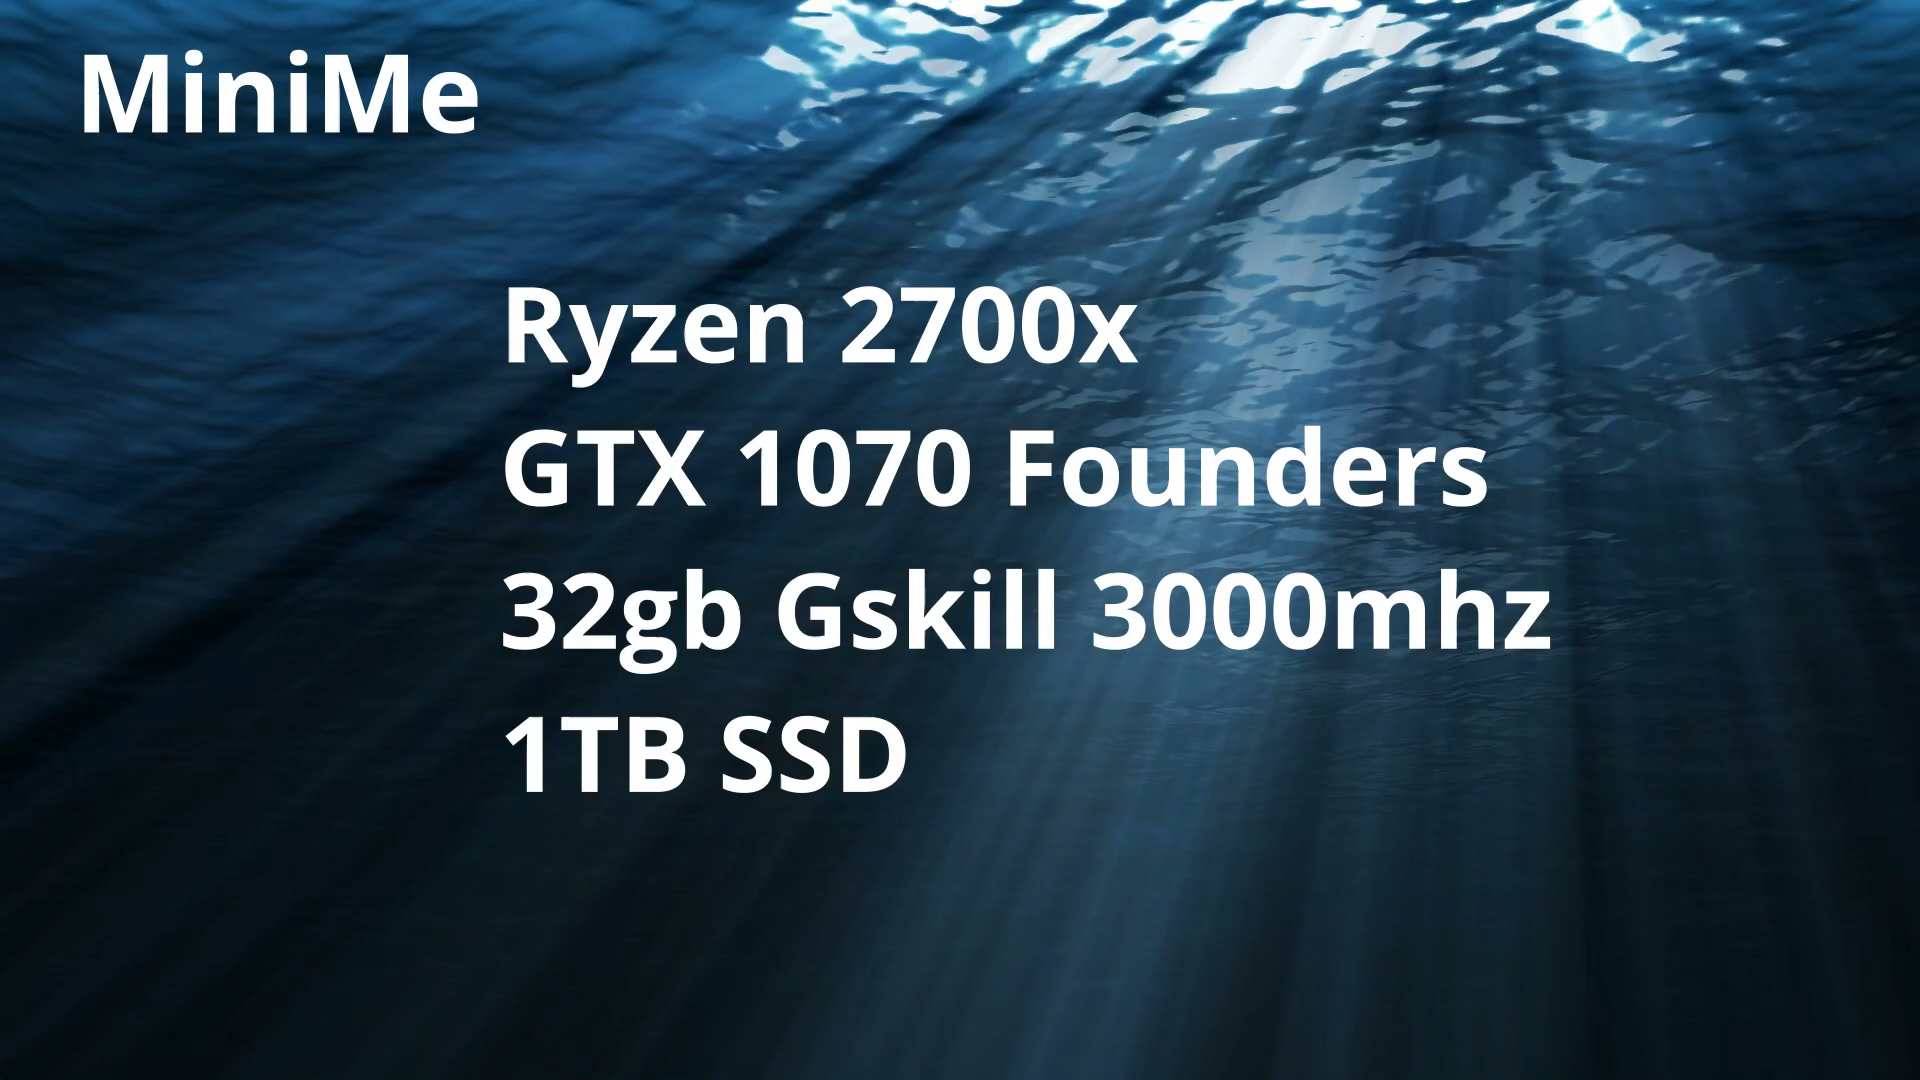 MiniMe
Ryzen 2700x
GTX 1070 Founders
32gb Gskill 3000mhz
1TB SSD